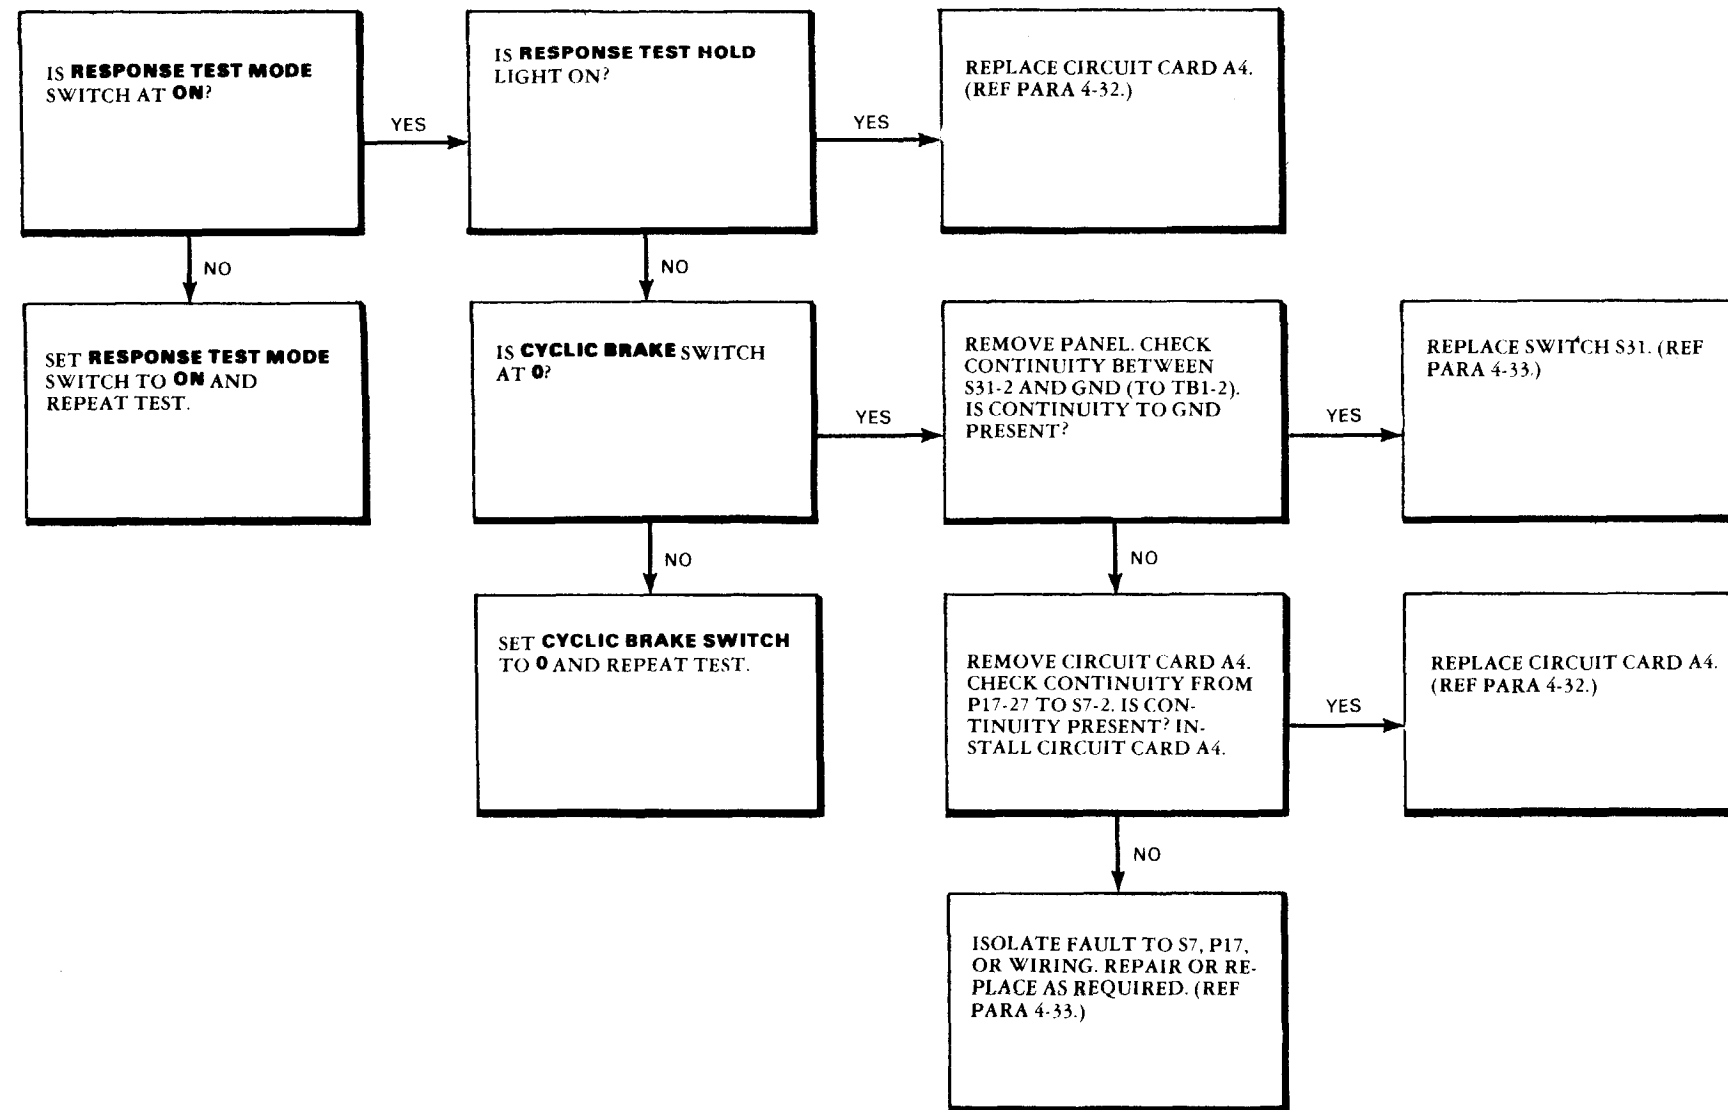 IS RESPONSE TEST MODE
SWITCH AT ON?
YES
IS RESPONSE TEST HOLD
LIGHT ON?
YES
REPLACE CIRCUIT CARD A4.
(REF PARA 4-32.)
NO
NO
SET RESPONSE TEST MODE
SWITCH TO ON AND
REPEAT TEST.
IS CYCLIC BRAKE SWITCH
AT 0?
YES
REMOVE PANEL. CHECK
CONTINUITY BETWEEN
S31-2 AND GND (TO TB1-2).
IS CONTINUITY TO GND
PRESENT?
YES
REPLACE SWITCH S31. (REF
PARA 4-33.)
NO
NO
SET CYCLIC BRAKE SWITCH
TO 0 AND REPEAT TEST.
REMOVE CIRCUIT CARD A4.
CHECK CONTINUITY FROM
P17-27 TO S7-2. IS CON-
TINUITY PRESENT? IN-
STALL CIRCUIT CARD A4.
YES
REPLACE CIRCUIT CARD A4.
(REF PARA 4-32.)
NO
ISOLATE FAULT TO S7, P17,
OR WIRING. REPAIR OR RE-
PLACE AS REQUIRED. (REF
PARA 4-33.)